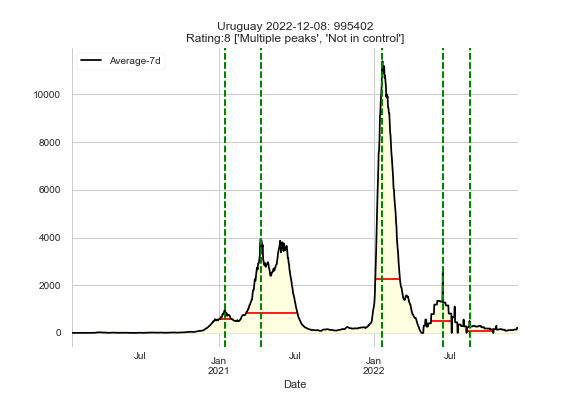 Uruguay 2022-12-08: 995402
Rating:8 ['Multiple peaks', 'Not in control']
Average-7d
10000
8000
6000
4000
2000
0
Jul
Jan
2021
Jul
Jan
2022
Jul
Date